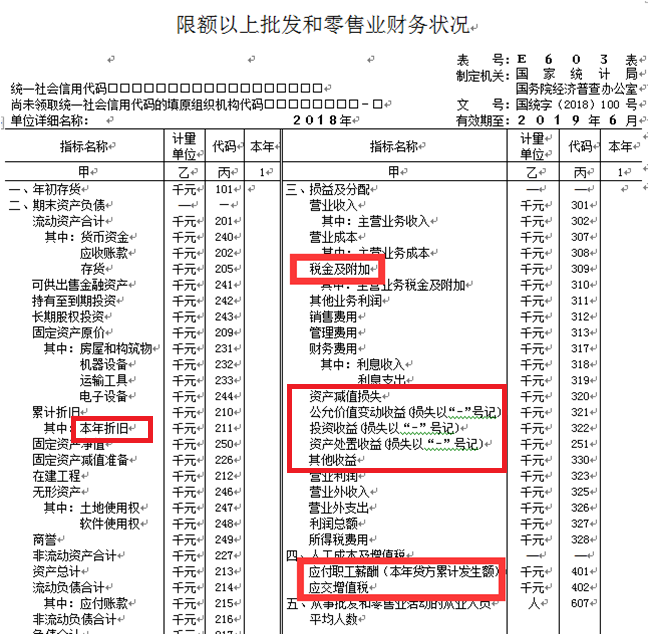 限额以上批发和零售业财务状况
表 号：E 6 0 3 表
制定机关：国 家 统 计 局
统一社会信用代码□□□□□□□□□□□□□□□□□□ 国务院经济普查办公室
尚未领取统一社会信用代码的填原组织机构代码□□□□□□□□-□ 文 号：国统字(2018)100 号
单位详细名称： 2018年 有效期至：2 0 1 9 年 6 月
指标名称 计量单位 代码 本年 指标名称 计量单位 代码 本年
甲 乙 丙 1 甲 乙 丙 1
一、年初存货 千元 101 三、损益及分配 — —
二、期末资产负债 — — 营业收入 千元 301
流动资产合计 千元 201 其中：主营业务收入 千元 302
其中：货币资金 千元 240 营业成本 千元 307
应收账款 千元 202 其中：主营业务成本 千元 308
存货 千元 205 税金及附加 千元 309
可供出售金融资产 千元 241 其中：主营业务税金及附加 千元 310
持有至到期投资 千元 242 其他业务利润 千元 311
长期股权投资 千元 243 销售费用 千元 312
固定资产原价 千元 209 管理费用 千元 313
其中：房屋和构筑物 千元 231 财务费用 千元 317
机器设备 千元 232 其中：利息收入 千元 318
运输工具 千元 233 利息支出 千元 319
电子设备 千元 244 资产减值损失 千元 320
累计折旧 千元 210 公允价值变动收益(损失以“-”号记) 千元 321
其中：本年折旧 千元 211 投资收益(损失以“-”号记) 千元 322
固定资产净值 千元 250 资产处置收益(损失以“-”号记) 千元 251
固定资产减值准备 千元 226 其他收益 千元 330
在建工程 千元 212 营业利润 千元 323
无形资产 千元 246 营业外收入 千元 325
其中：土地使用权 千元 247 营业外支出 千元 326
软件使用权 千元 248 利润总额 千元 327
商誉 千元 249 所得税费用 千元 328
非流动资产合计 千元 227 四、人工成本及增值税 — —
资产总计 千元 213 应付职工薪酬（本年贷方累计发生额） 千元 401
流动负债合计 千元 214 应交增值税 千元 402
其中：应付账款 千元 215 五、从事批发和零售业活动的从业人员 人 607
非流动负债合计 千元 216 平均人数
负债合计 千元 217